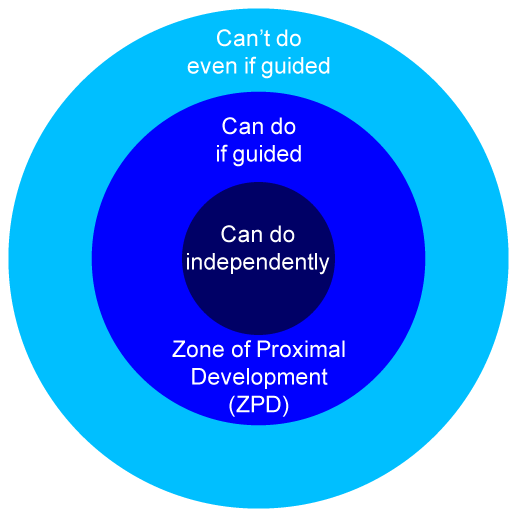 Can’t do
even if guided
Can do
if guided
Can do
independently
Zone of Proximal
Development
(ZPD)